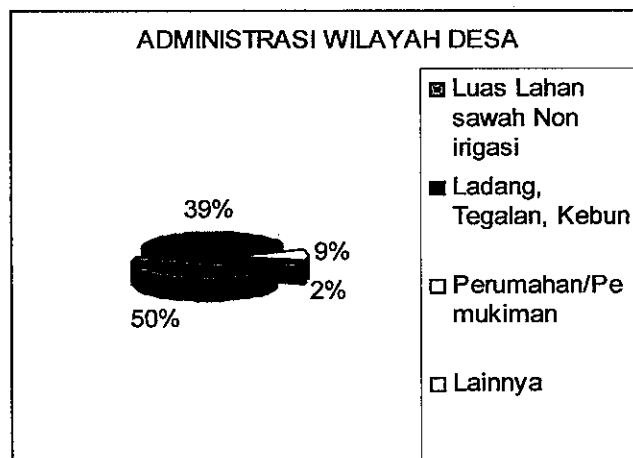 ADMINISTRASI WILAYAH DESA
39%
9%
2%
50%
Luas Lahan
sawah Non
irigasi
Ladang,
Tegalan, Kebun
Perumahan/Pe
mukiman
Lainnya